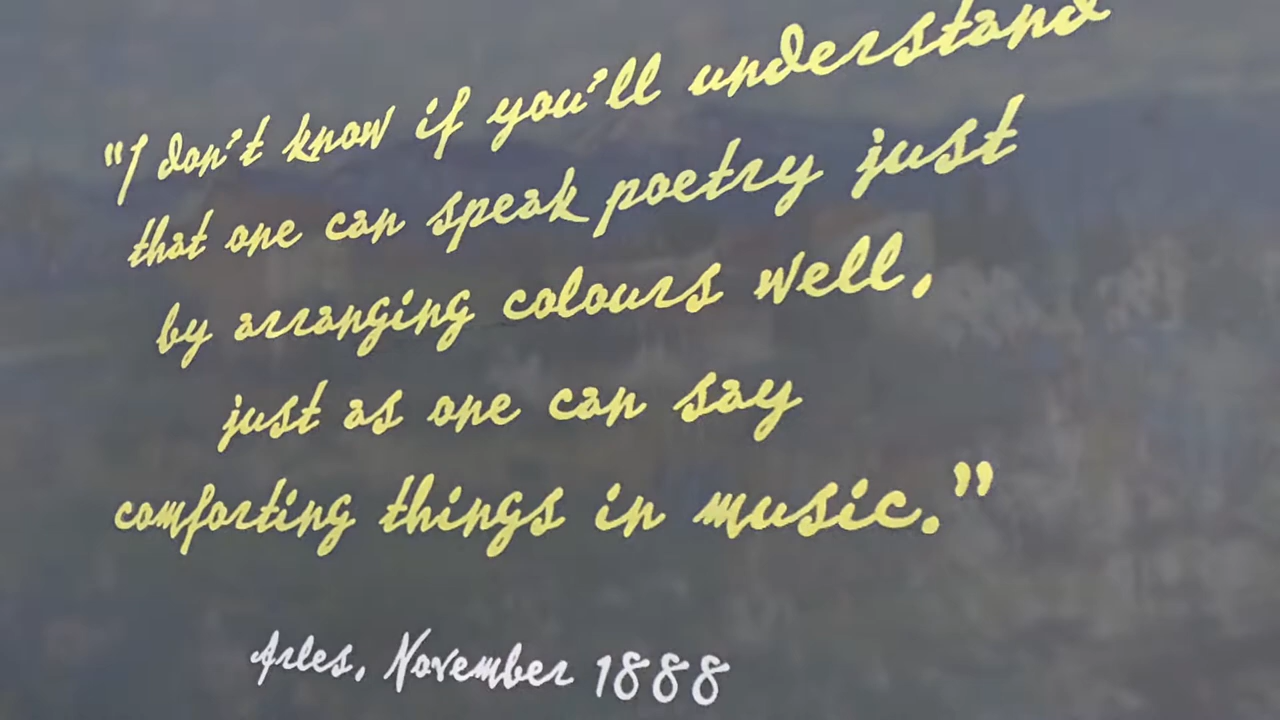 "I don't know if you'll understand
that one can speak poetry just
by arranging colours well,
just as one can say
comforting things in music."
Arles, November 1888